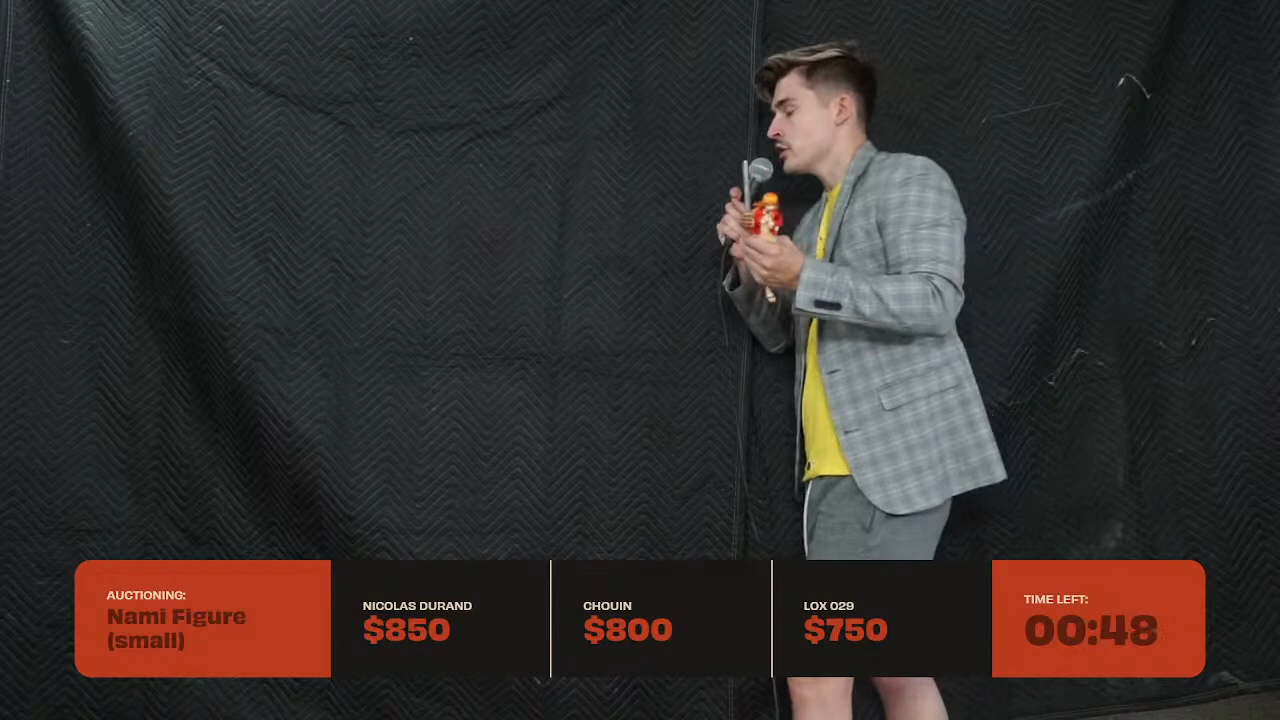 AUCTIONING:
Nami Figure
(small)
NICOLAS DURAND
$850
CHOUIN
$800
LOX 029
$750
TIME LEFT:
00:48